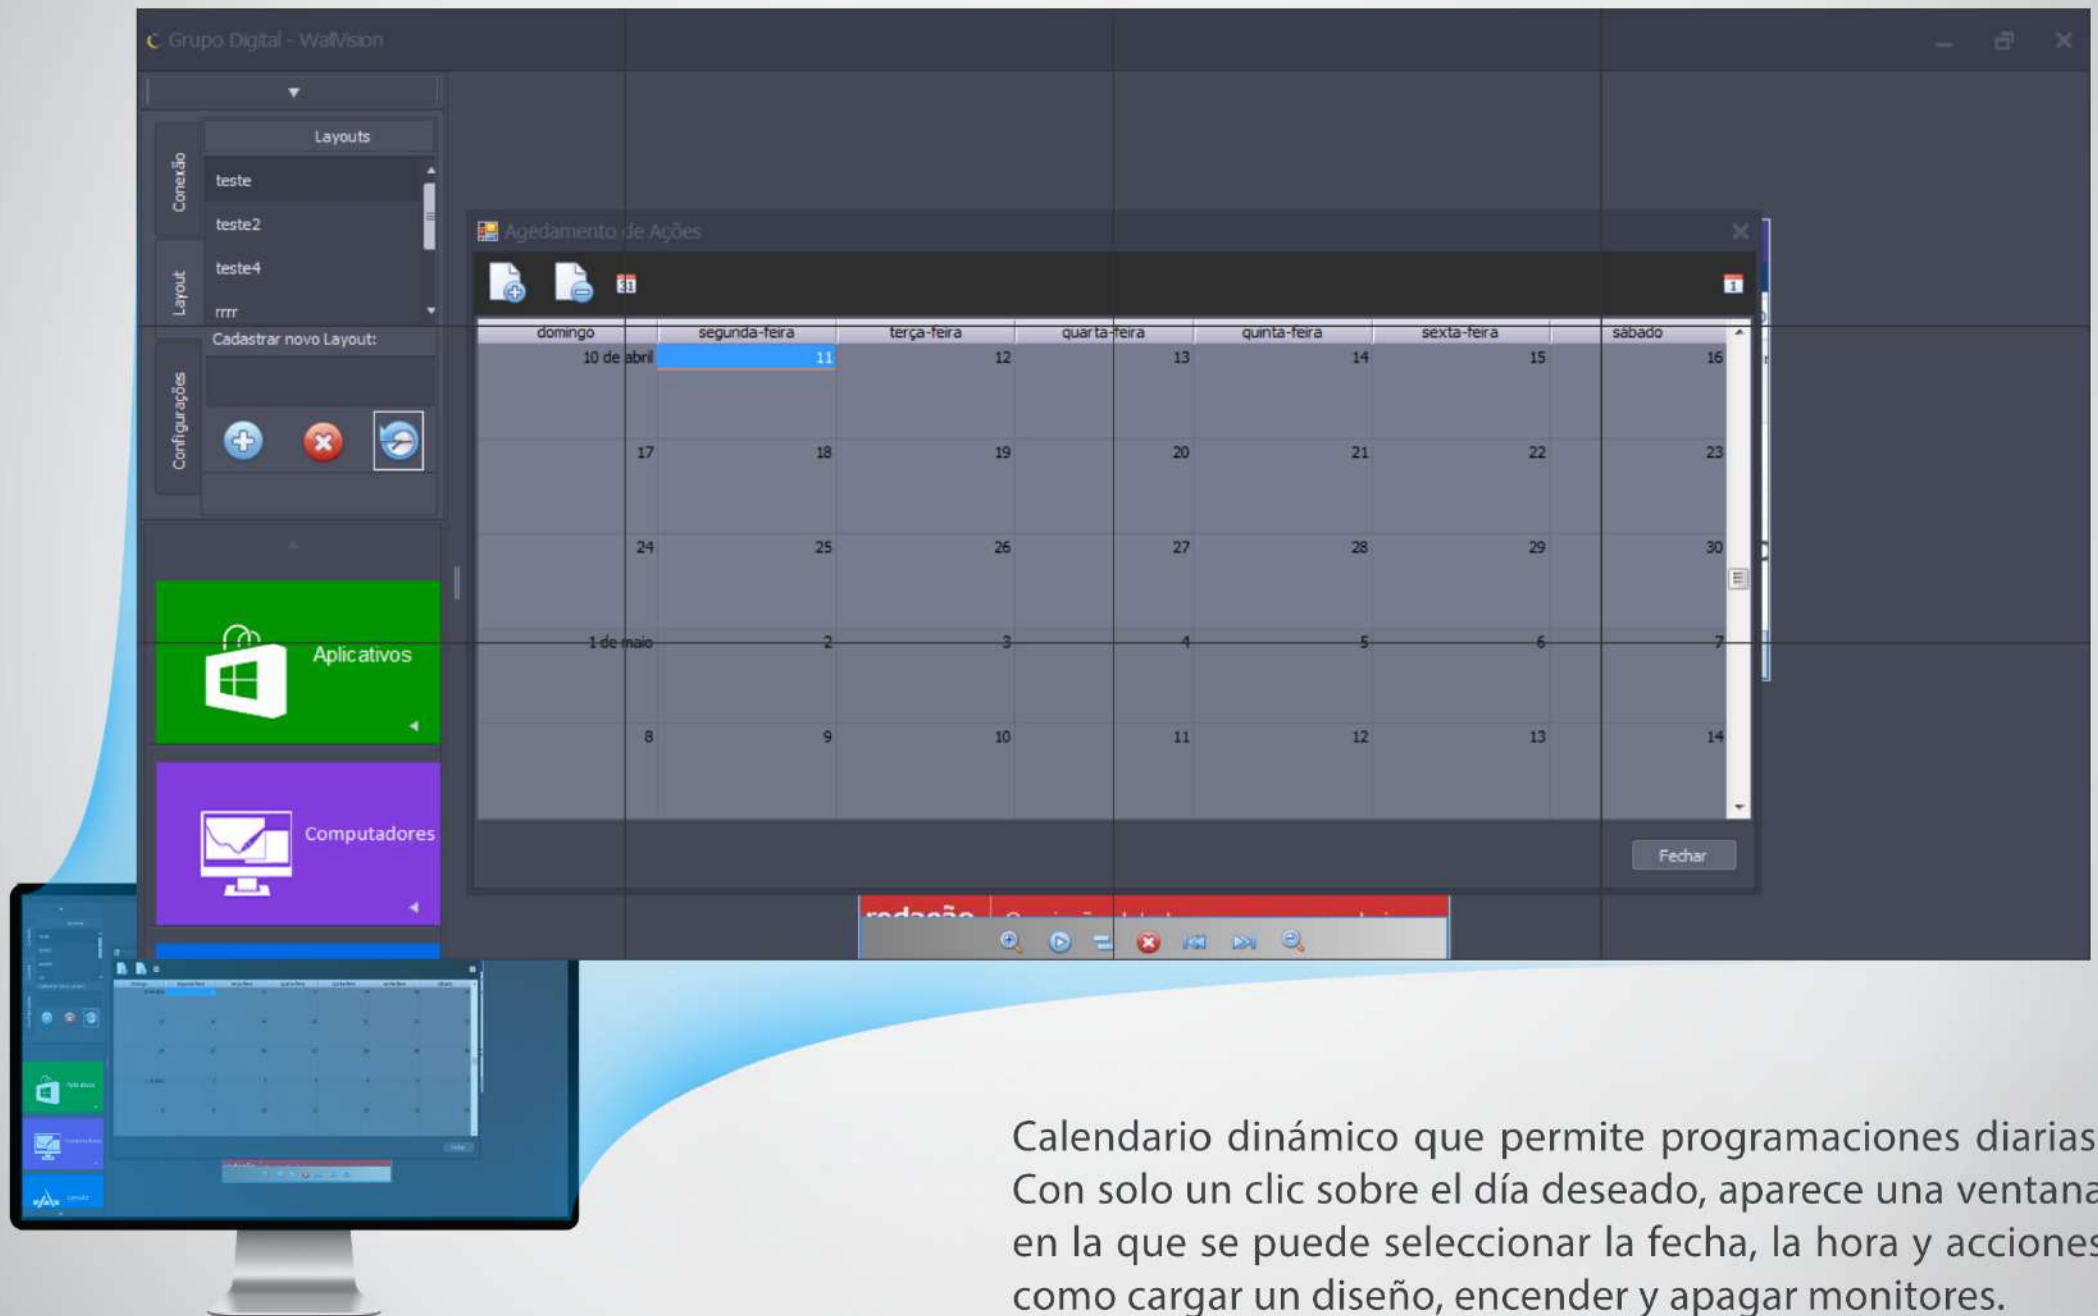 Grupo Digital - WallVision
Conexão
Layout
Configurações
Layouts
teste
teste2
teste4
rrrr
Cadastrar novo Layout:
Aplicativos
Computadores
Agedamento de Ações
31
1
domingo segunda-feira terça-feira quarta-feira quinta-feira sexta-feira sábado
10 de abril 11 12 13 14 15 16
17 18 19 20 21 22 23
24 25 26 27 28 29 30
1 de maio 2 3 4 5 6 7
8 9 10 11 12 13 14
Fechar
redação
Calendario dinámico que permite programaciones diarias
Con solo un clic sobre el día deseado, aparece una ventana
en la que se puede seleccionar la fecha, la hora y acciones
como cargar un diseño, encender y apagar monitores.